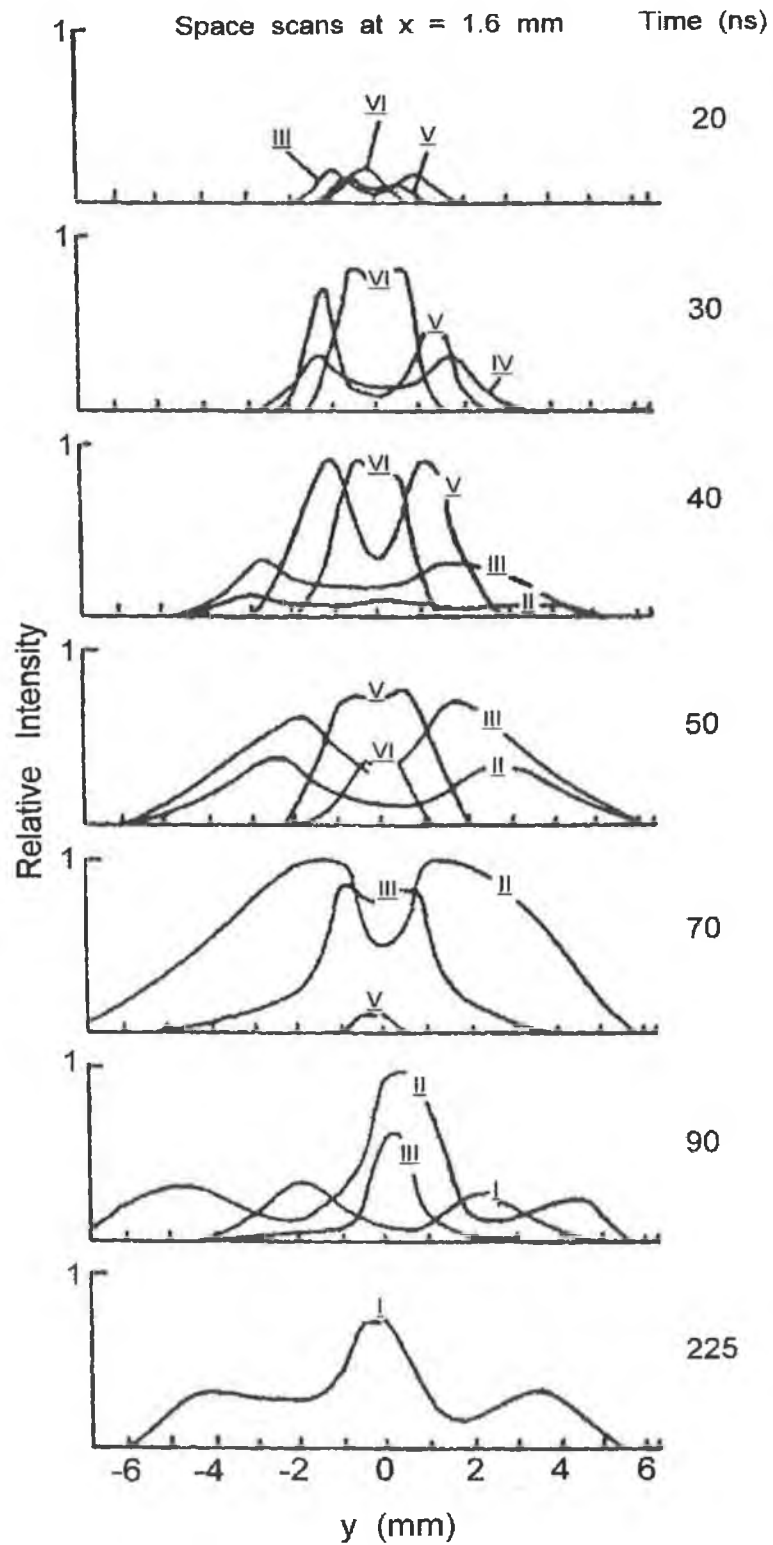 Space scans at x = 1.6 mm Time (ns)
1
VI
III V
20
1
VI
V
IV
30
1
VI
V
III
II
40
1
V
III
VI
II
50
1
III
II
V
70
1
II
III
I
90
1
I
225
-6 -4 -2 0 2 4 6
y (mm)
Relative Intensity